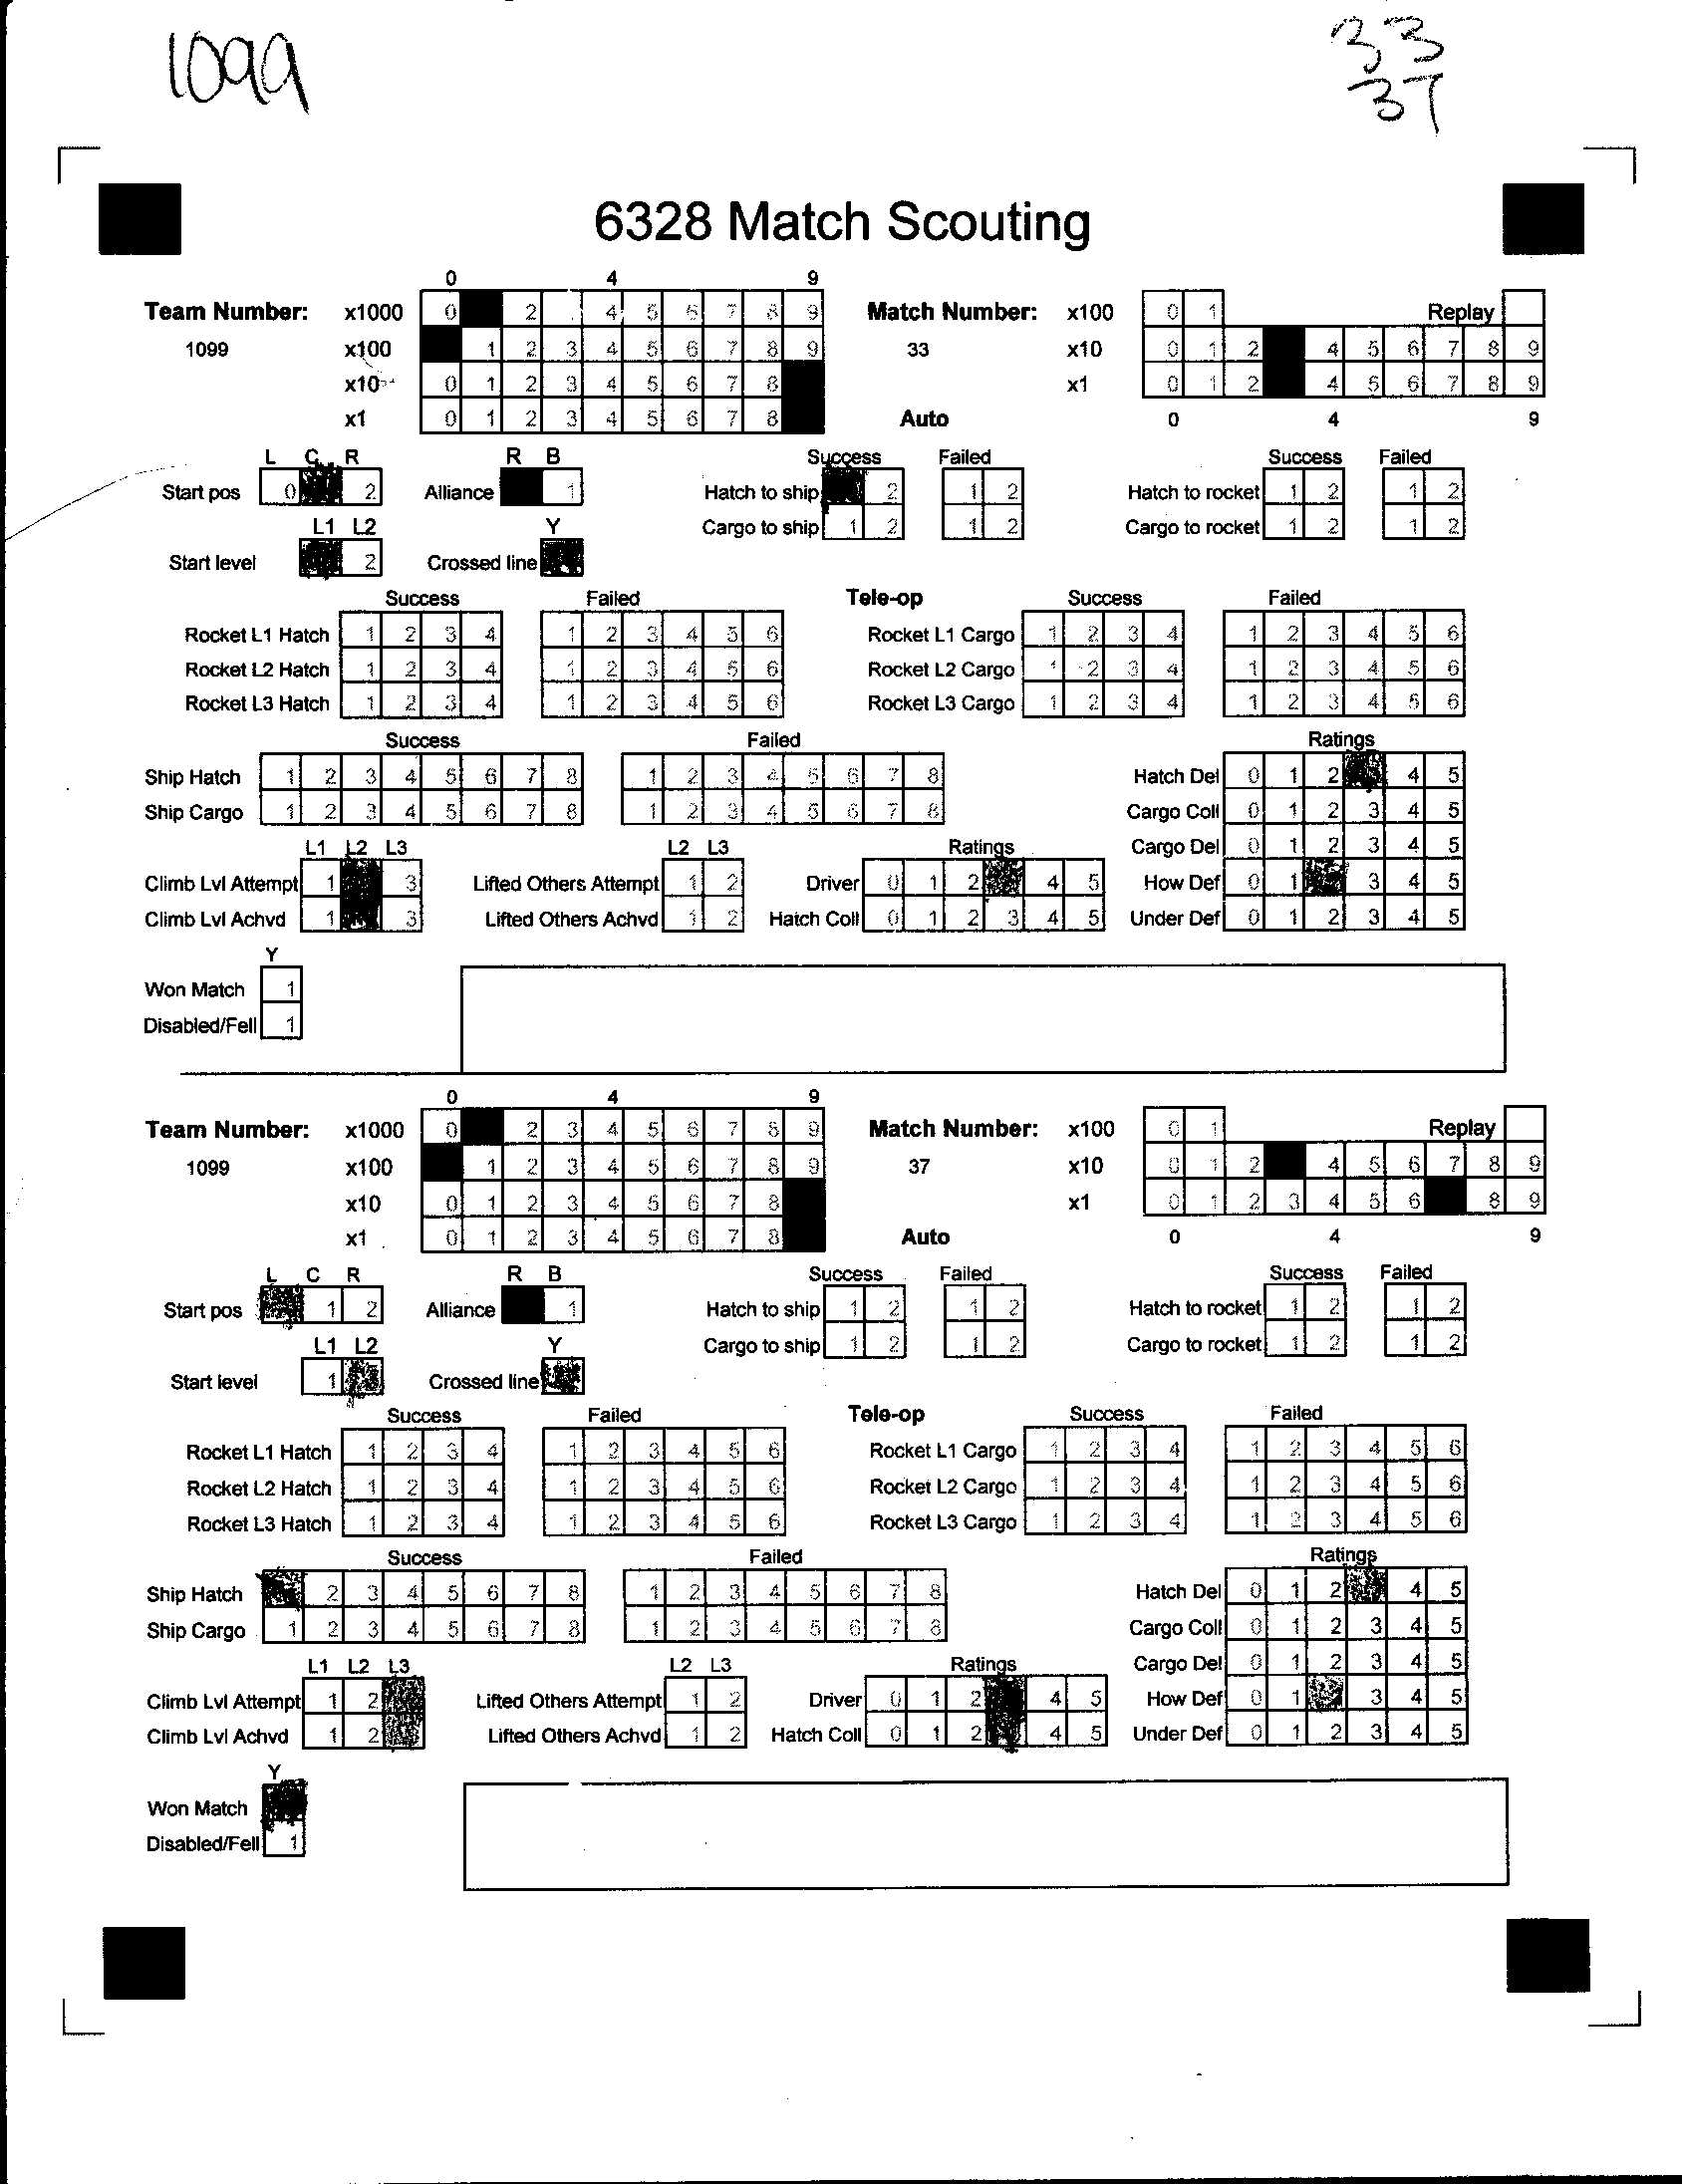 1099
33
37
6328 Match Scouting
0 4 9
Team Number: x1000 0 2 4 5 6 7 8 9 Match Number: x100 0 1 Replay
1099 x100 1 2 3 4 5 6 7 8 9 33 x10 0 1 2 4 5 6 7 8 9
x10 0 1 2 3 4 5 6 7 8 x1 0 1 2 4 5 6 7 8 9
x1 0 1 2 3 4 5 6 7 8 Auto 0 4 9
L C R R B Success Failed Success Failed
Start pos 0 2 Alliance 1 Hatch to ship 2 1 2 Hatch to rocket 1 2 1 2
L1 L2 Y Cargo to ship 1 2 1 2 Cargo to rocket 1 2 1 2
Start level 2 Crossed line
Success Failed Tele-op Success Failed
Rocket L1 Hatch 1 2 3 4 1 2 3 4 5 6 Rocket L1 Cargo 1 2 3 4 1 2 3 4 5 6
Rocket L2 Hatch 1 2 3 4 1 2 3 4 5 6 Rocket L2 Cargo 1 2 3 4 1 2 3 4 5 6
Rocket L3 Hatch 1 2 3 4 1 2 3 4 5 6 Rocket L3 Cargo 1 2 3 4 1 2 3 4 5 6
Success Failed Ratings
Ship Hatch 1 2 3 4 5 6 7 8 1 2 3 4 5 6 7 8 Hatch Del 0 1 2 4 5
Ship Cargo 1 2 3 4 5 6 7 8 1 2 3 4 5 6 7 8 Cargo Coll 0 1 2 3 4 5
L1 L2 L3 L2 L3 Ratings Cargo Del 0 1 2 3 4 5
Climb Lvl Attempt 1 3 Lifted Others Attempt 1 2 Driver 0 1 2 4 5 How Def 0 1 3 4 5
Climb Lvl Achvd 1 3 Lifted Others Achvd 1 2 Hatch Coll 0 1 2 3 4 5 Under Def 0 1 2 3 4 5
Y
Won Match 1
Disabled/Fell 1
0 4 9
Team Number: x1000 0 2 3 4 5 6 7 8 9 Match Number: x100 0 1 Replay
1099 x100 1 2 3 4 5 6 7 8 9 37 x10 0 1 2 4 5 6 7 8 9
x10 0 1 2 3 4 5 6 7 8 x1 0 1 2 3 4 5 6 8 9
x1 0 1 2 3 4 5 6 7 8 Auto 0 4 9
L C R R B Success Failed Success Failed
Start pos 1 2 Alliance 1 Hatch to ship 1 2 1 2 Hatch to rocket 1 2 1 2
L1 L2 Y Cargo to ship 1 2 1 2 Cargo to rocket 1 2 1 2
Start level 1 Crossed line
Success Failed Tele-op Success Failed
Rocket L1 Hatch 1 2 3 4 1 2 3 4 5 6 Rocket L1 Cargo 1 2 3 4 1 2 3 4 5 6
Rocket L2 Hatch 1 2 3 4 1 2 3 4 5 6 Rocket L2 Cargo 1 2 3 4 1 2 3 4 5 6
Rocket L3 Hatch 1 2 3 4 1 2 3 4 5 6 Rocket L3 Cargo 1 2 3 4 1 2 3 4 5 6
Success Failed Ratings
Ship Hatch 2 3 4 5 6 7 8 1 2 3 4 5 6 7 8 Hatch Del 0 1 2 4 5
Ship Cargo 1 2 3 4 5 6 7 8 1 2 3 4 5 6 7 8 Cargo Coll 0 1 2 3 4 5
L1 L2 L3 L2 L3 Ratings Cargo Del 0 1 2 3 4 5
Climb Lvl Attempt 1 2 Lifted Others Attempt 1 2 Driver 0 1 2 4 5 How Def 0 1 3 4 5
Climb Lvl Achvd 1 2 Lifted Others Achvd 1 2 Hatch Coll 0 1 2 4 5 Under Def 0 1 2 3 4 5
Y
Won Match
Disabled/Fell 1